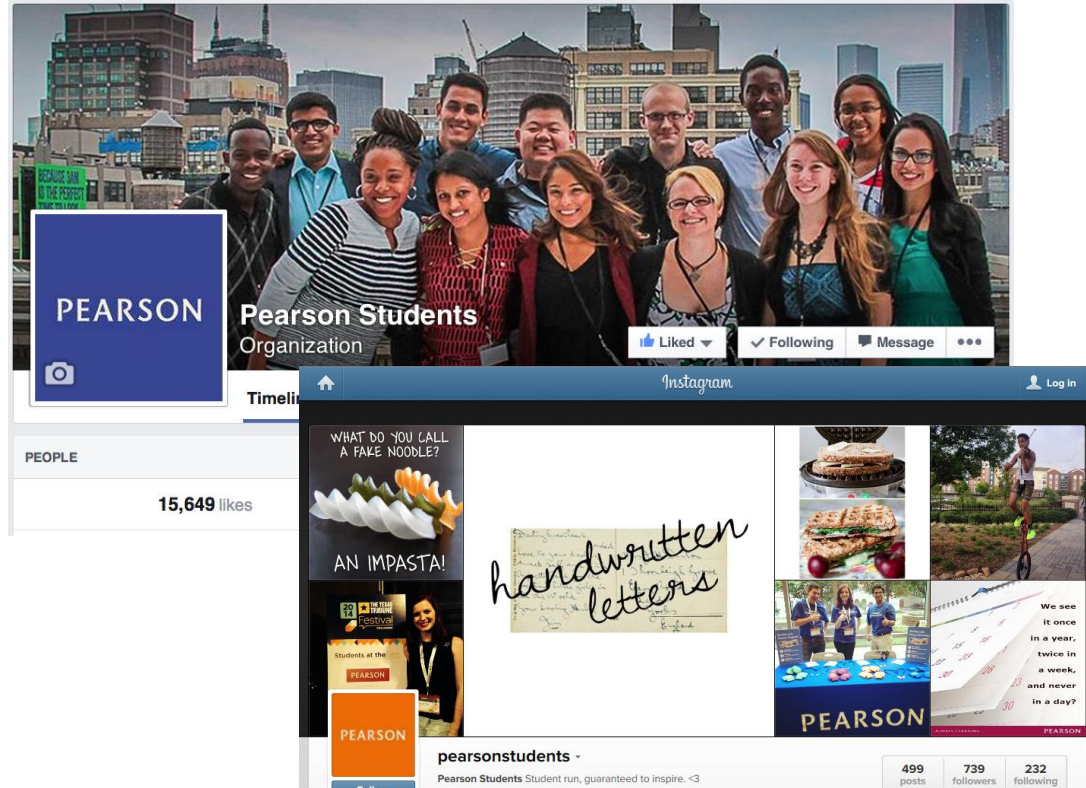 BECAUSE 3AM
IS THE PERFECT
TIME TO LOOK
PEARSON
Pearson Students
Organization
Liked
Following
Message
Timeli
PEOPLE
15,649 likes
Instagram
Log in
WHAT DO YOU CALL
A FAKE NOODLE?
AN IMPASTA!
handwritten
letters
England
2014
THE TEXAS
TRIBUNE
Festival
Students at the
PEARSON
PEARSON
We see
it once
in a year,
twice in
a week,
and never
in a day?
ALWAYS LEARNING
PEARSON
PEARSON
pearsonstudents
Pearson Students Student run, guaranteed to inspire. <3
499 posts
739 followers
232 following